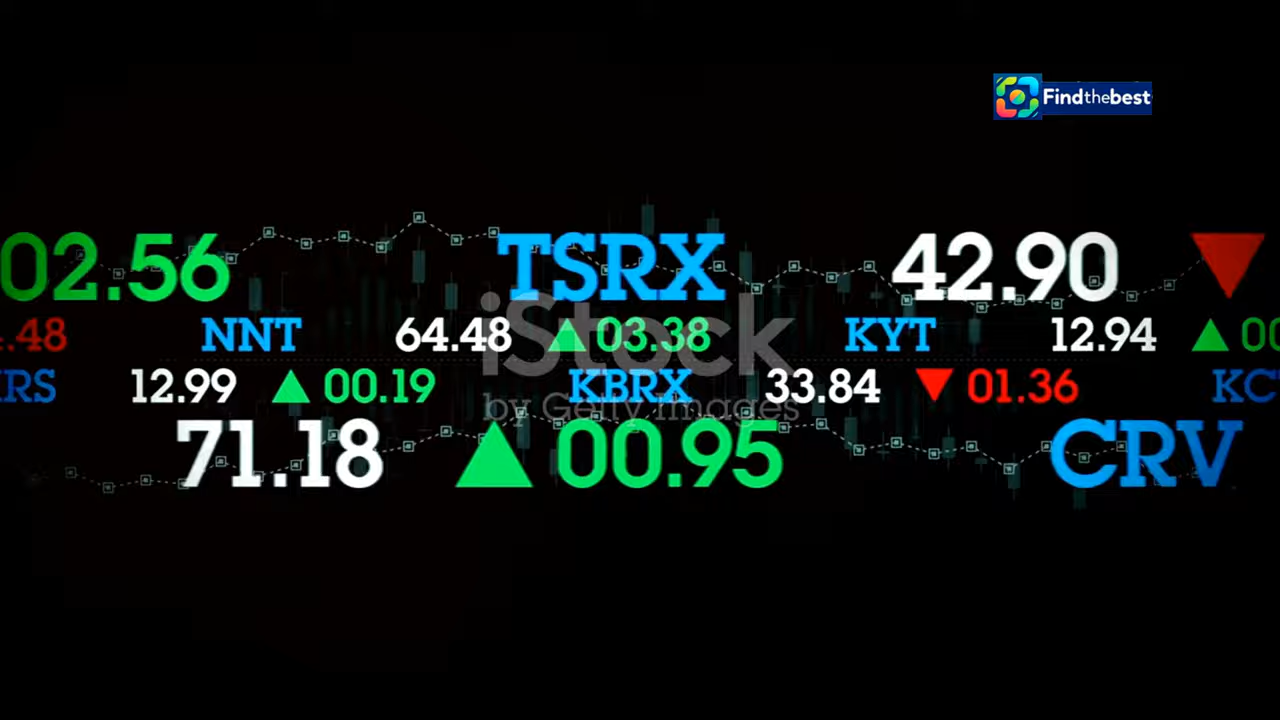 Findthebest
02.56 TSRX 42.90
.48 NNT 64.48 03.38 KYT 12.94 00
RS 12.99 00.19 KBRX 33.84 01.36 KC
71.18 00.95 CRV
iStock
by Getty Images